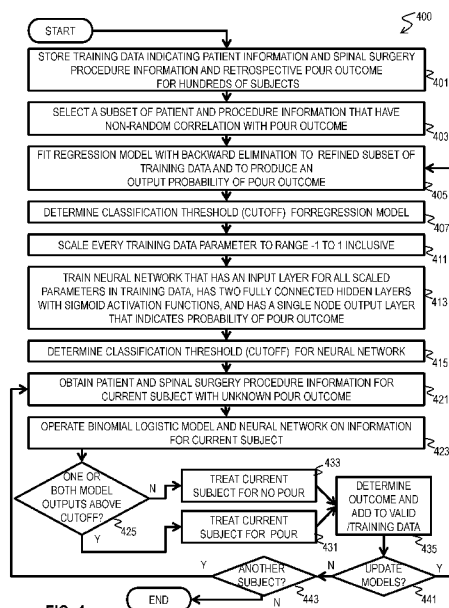 START
400
STORE TRAINING DATA INDICATING PATIENT INFORMATION AND SPINAL SURGERY
PROCEDURE INFORMATION AND RETROSPECTIVE POUR OUTCOME
FOR HUNDREDS OF SUBJECTS
401
SELECT A SUBSET OF PATIENT AND PROCEDURE INFORMATION THAT HAVE
NON-RANDOM CORRELATION WITH POUR OUTCOME
403
FIT REGRESSION MODEL WITH BACKWARD ELIMINATION TO REFINED SUBSET OF
TRAINING DATA AND TO PRODUCE AN
OUTPUT PROBABILITY OF POUR OUTCOME
405
DETERMINE CLASSIFICATION THRESHOLD (CUTOFF) FORREGRESSION MODEL
407
SCALE EVERY TRAINING DATA PARAMETER TO RANGE -1 TO 1 INCLUSIVE
411
TRAIN NEURAL NETWORK THAT HAS AN INPUT LAYER FOR ALL SCALED
PARAMETERS IN TRAINING DATA, HAS TWO FULLY CONNECTED HIDDEN LAYERS
WITH SIGMOID ACTIVATION FUNCTIONS, AND HAS A SINGLE NODE OUTPUT LAYER
THAT INDICATES PROBABILITY OF POUR OUTCOME
413
DETERMINE CLASSIFICATION THRESHOLD (CUTOFF) FOR NEURAL NETWORK
415
OBTAIN PATIENT AND SPINAL SURGERY PROCEDURE INFORMATION FOR
CURRENT SUBJECT WITH UNKNOWN POUR OUTCOME
421
OPERATE BINOMIAL LOGISTIC MODEL AND NEURAL NETWORK ON INFORMATION
FOR CURRENT SUBJECT
423
ONE OR
BOTH MODEL
OUTPUTS ABOVE
CUTOFF?
425
N
Y
433
TREAT CURRENT
SUBJECT FOR NO POUR
TREAT CURRENT
SUBJECT FOR POUR
431
DETERMINE
OUTCOME AND
ADD TO VALID
/TRAINING DATA
435
UPDATE
MODELS?
441
Y
N
ANOTHER
SUBJECT?
443
Y
N
END